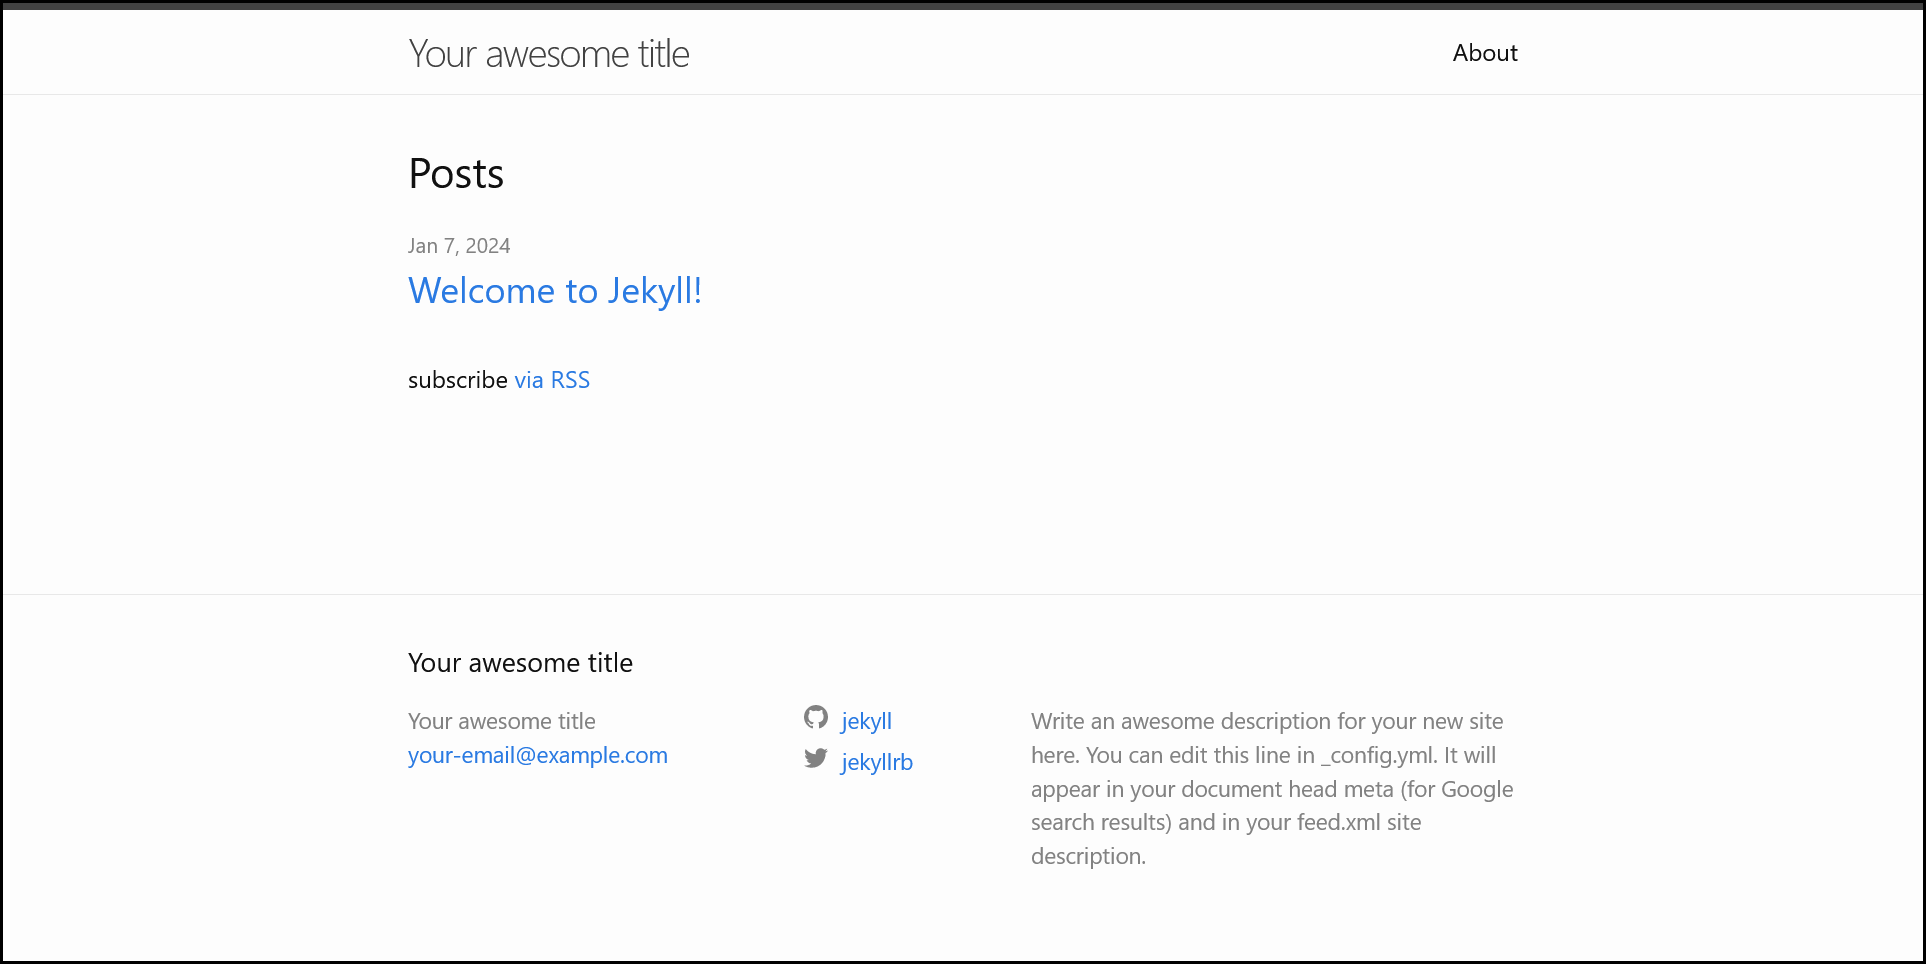 Your awesome title
About
Posts
Jan 7, 2024
Welcome to Jekyll!
subscribe via RSS
Your awesome title
Your awesome title
your-email@example.com
jekyll
jekyllrb
Write an awesome description for your new site
here. You can edit this line in _config.yml. It will
appear in your document head meta (for Google
search results) and in your feed.xml site
description.